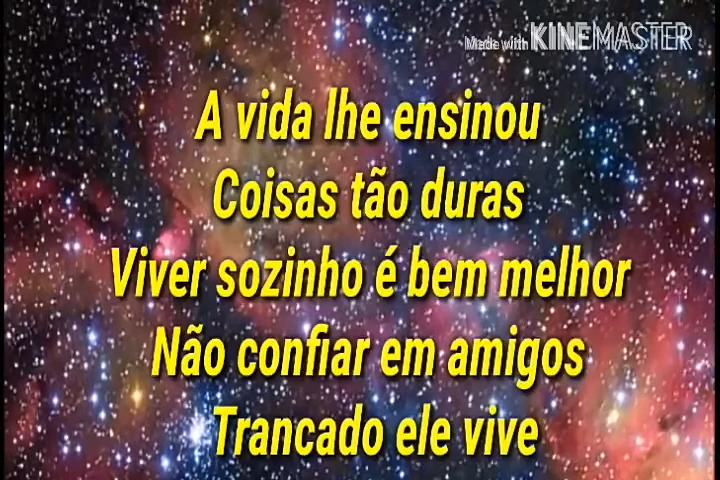 Made with KINEMASTER
A vida lhe ensinou
Coisas tão duras
Viver sozinho é bem melhor
Não confiar em amigos
Trancado ele vive